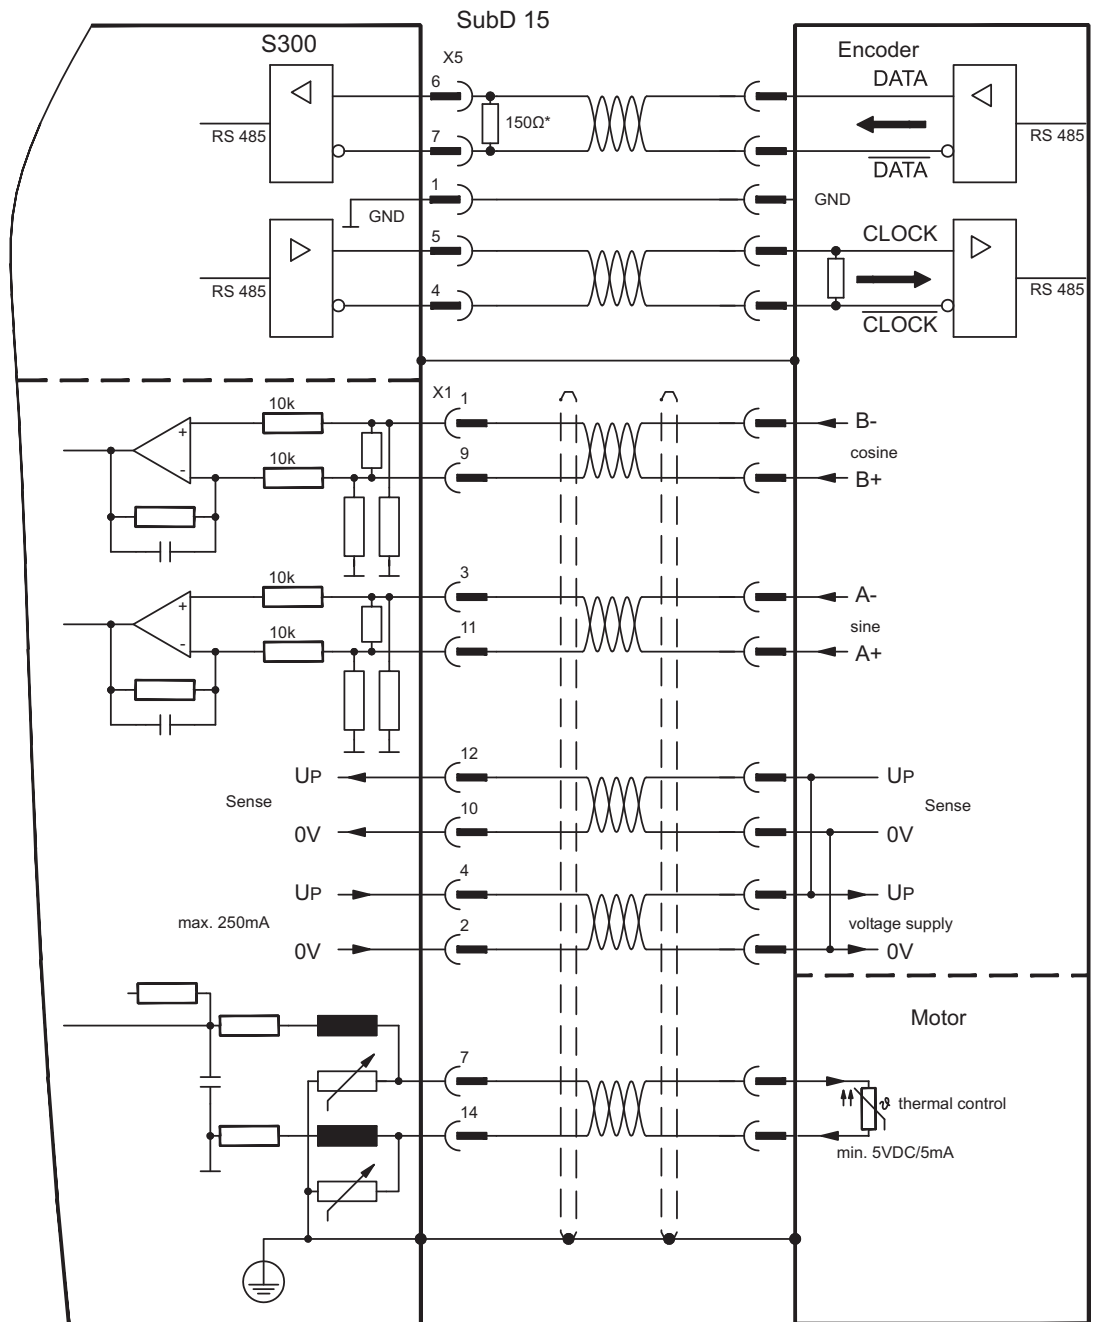 SubD 15
S300
X5
Encoder
6
DATA
150Ω*
RS 485
7
RS 485
DATA
1
GND
GND
5
CLOCK
RS 485
4
RS 485
CLOCK
X1
1
10k
B-
cosine
9
10k
B+
3
10k
A-
sine
11
10k
A+
12
UP
UP
Sense
Sense
10
0V
0V
4
UP
UP
max. 250mA
voltage supply
2
0V
0V
Motor
7
ϑ thermal control
14
min. 5VDC/5mA
+
-
+
-